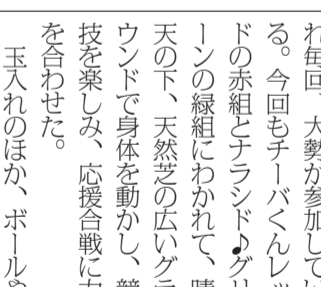 れ毎回、大勢が参加してい
る。今回もチーバくんレッ
ドの赤組とナラシド♪グリ
ーンの緑組にわかれて、晴
天の下、天然芝の広いグラ
ウンドで身体を動かし、競
技を楽しみ、応援合戦に力
を合わせた。
玉入れのほか、ボール